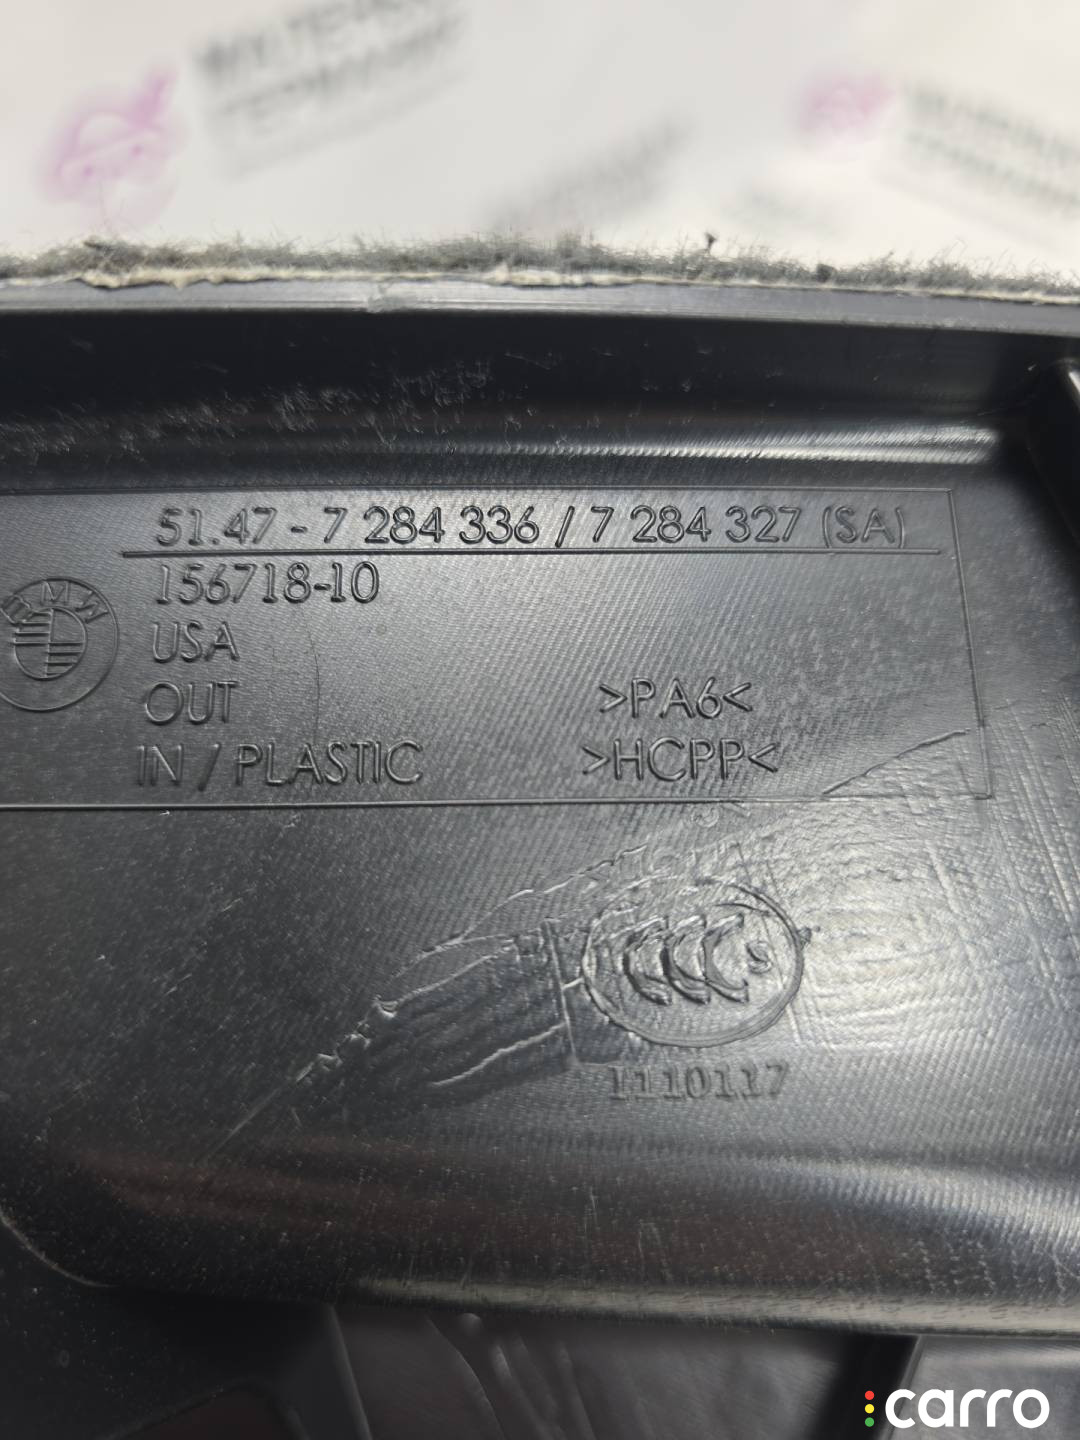 51.47 - 7 284 336 / 7 284 327 (SA)
156718-10
BMW
USA
OUT >PA6<
IN / PLASTIC >HCPP<
CCC S
1110117
carro